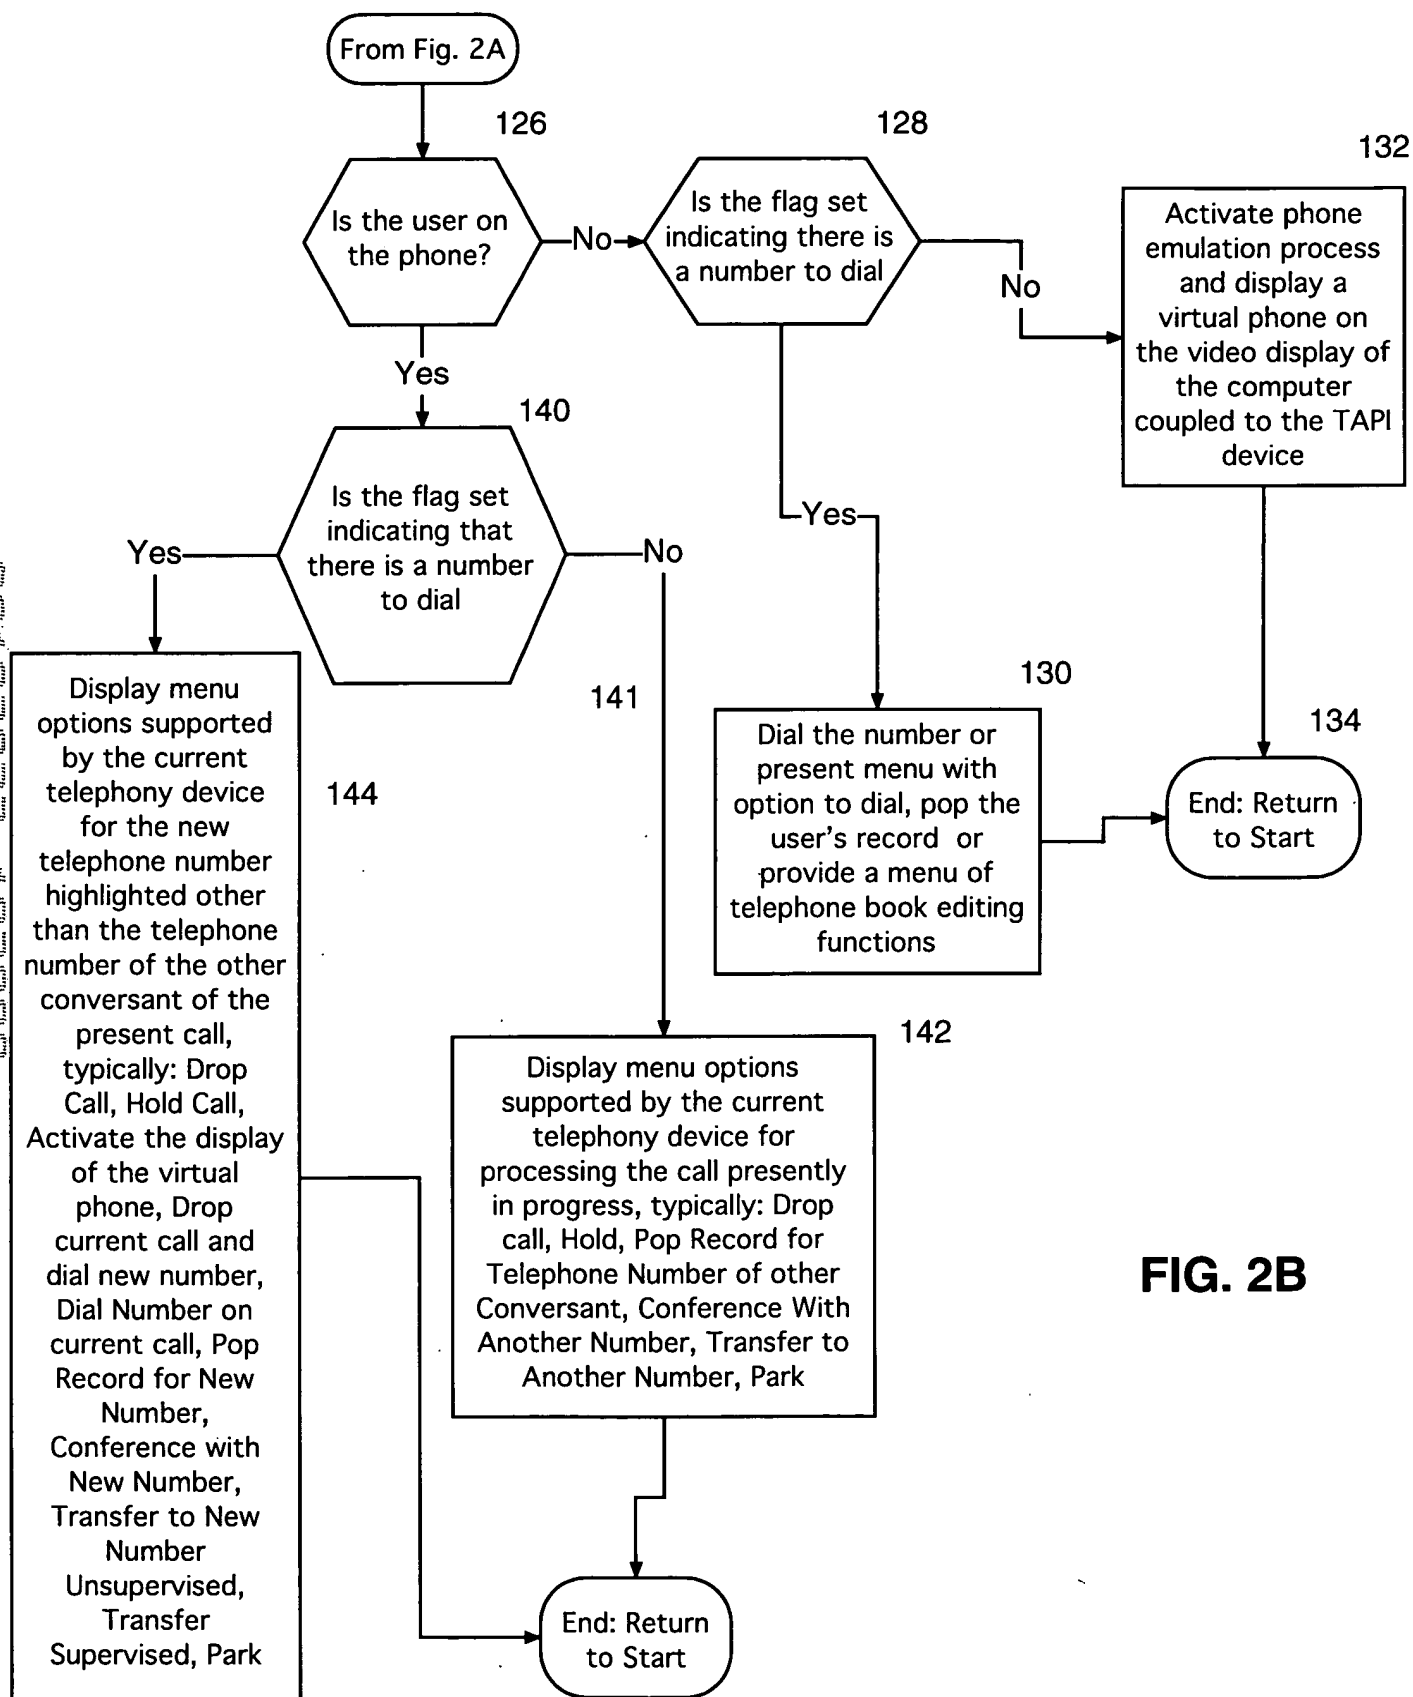 From Fig. 2A
126
128
132
Is the user on
the phone?
No
Is the flag set
indicating there is
a number to dial
No
Activate phone
emulation process
and display a
virtual phone on
the video display of
the computer
coupled to the TAPI
device
Yes
140
Is the flag set
indicating that
there is a number
to dial
Yes
No
Yes
141
130
134
Dial the number or
present menu with
option to dial, pop the
user's record or
provide a menu of
telephone book editing
functions
End: Return
to Start
Display menu
options supported
by the current
telephony device
for the new
telephone number
highlighted other
than the telephone
number of the other
conversant of the
present call,
typically: Drop
Call, Hold Call,
Activate the display
of the virtual
phone, Drop
current call and
dial new number,
Dial Number on
current call, Pop
Record for New
Number,
Conference with
New Number,
Transfer to New
Number
Unsupervised,
Transfer
Supervised, Park
144
142
Display menu options
supported by the current
telephony device for
processing the call presently
in progress, typically: Drop
call, Hold, Pop Record for
Telephone Number of other
Conversant, Conference With
Another Number, Transfer to
Another Number, Park
FIG. 2B
End: Return
to Start